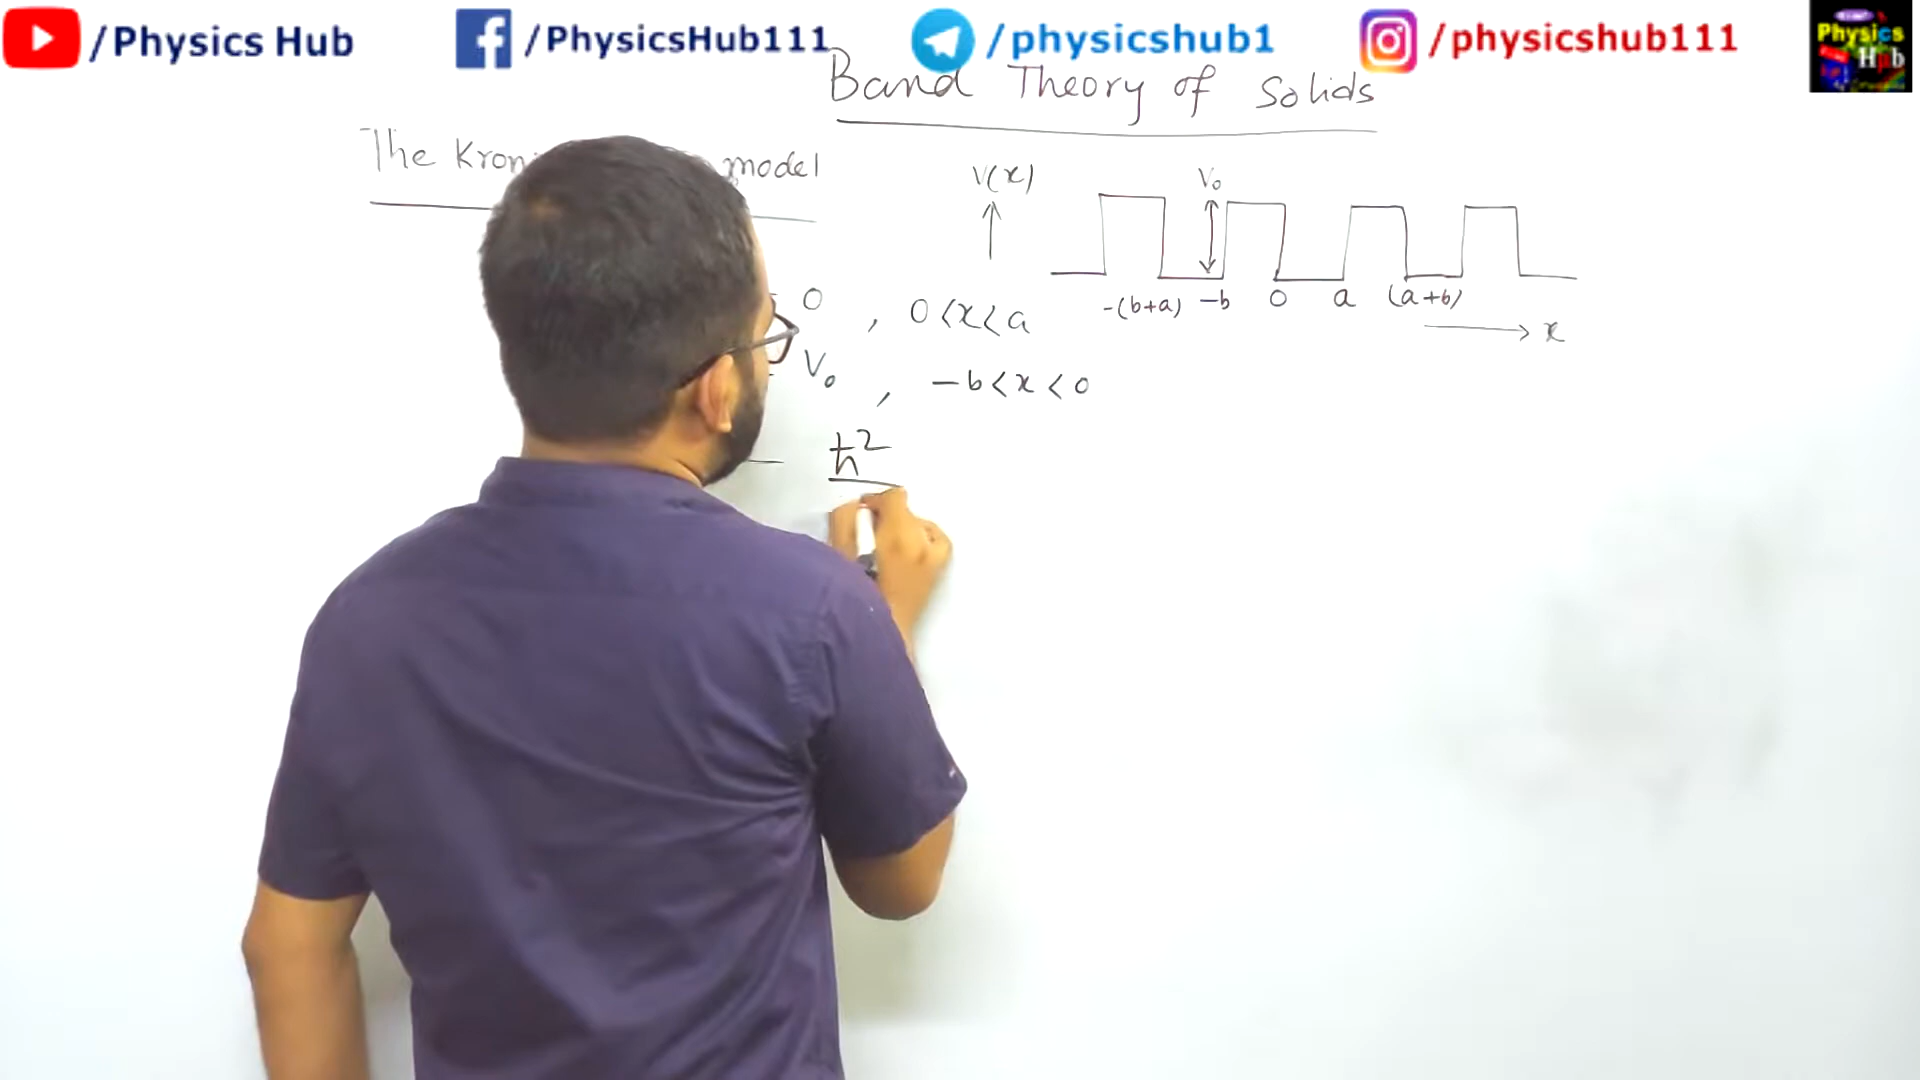 /Physics Hub
/PhysicsHub111
/physicshub1
/physicshub111
Physics
Hub
Band Theory of Solids
The model
V(x)
V₀
-(b+a) -b 0 a (a+b)
x
0 , 0<x<a
V₀ , -b<x<0
- ħ²